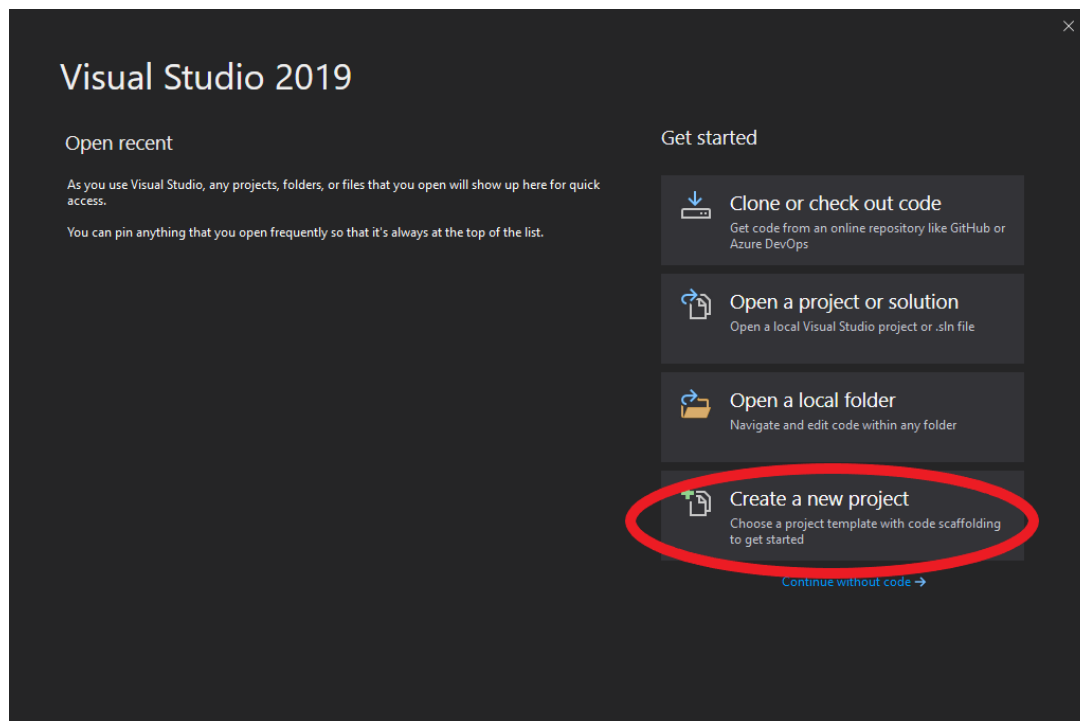 Visual Studio 2019
Open recent
As you use Visual Studio, any projects, folders, or files that you open will show up here for quick
access.
You can pin anything that you open frequently so that it's always at the top of the list.
Get started
Clone or check out code
Get code from an online repository like GitHub or
Azure DevOps
Open a project or solution
Open a local Visual Studio project or .sln file
Open a local folder
Navigate and edit code within any folder
Create a new project
Choose a project template with code scaffolding
to get started
Continue without code →